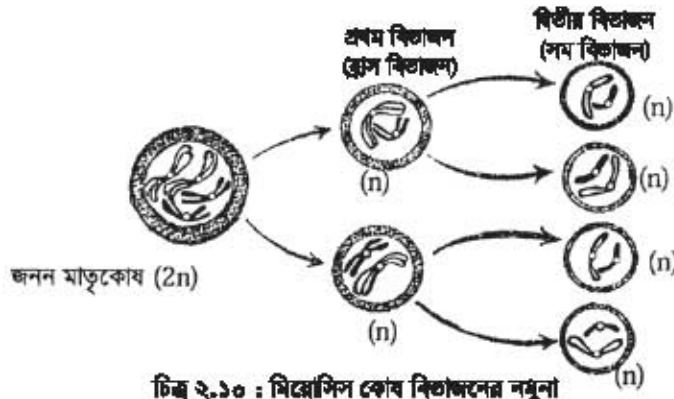 প্রথম বিভাজন
(হ্রাস বিভাজন)
দ্বিতীয় বিভাজন
(সম বিভাজন)
(n)
(n)
(n)
(n)
জনন মাতৃকোষ (2n)
(n)
(n)
চিত্র ২.১০ : মিয়োসিস কোষ বিভাজনের নমুনা